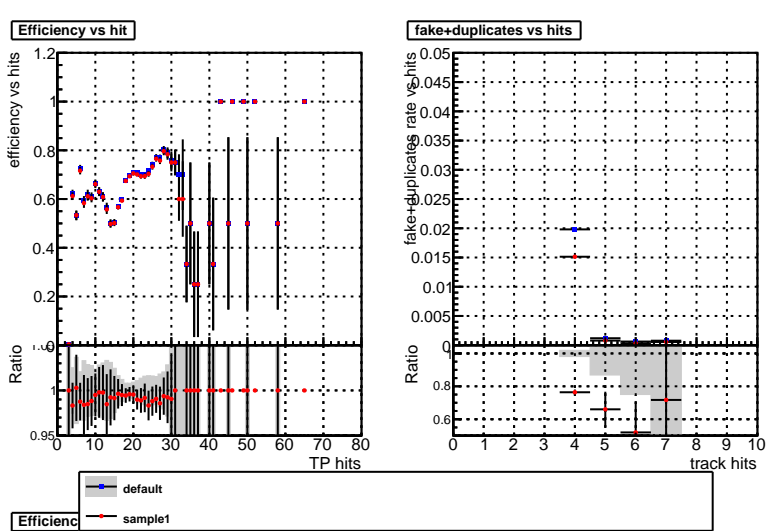 Efficiency vs hit
efficiency vs hits
1.2
1
0.8
0.6
0.4
0.2
Ratio
1
0.95
0 10 20 30 40 50 60 70 80
TP hits
fake+duplicates vs hits
fake+duplicates rate vs hits
0.05
0.045
0.04
0.035
0.03
0.025
0.02
0.015
0.01
0.005
0
Ratio
1
0.8
0.6
0 1 2 3 4 5 6 7 8 9 10
track hits
default
sample1
Efficienc